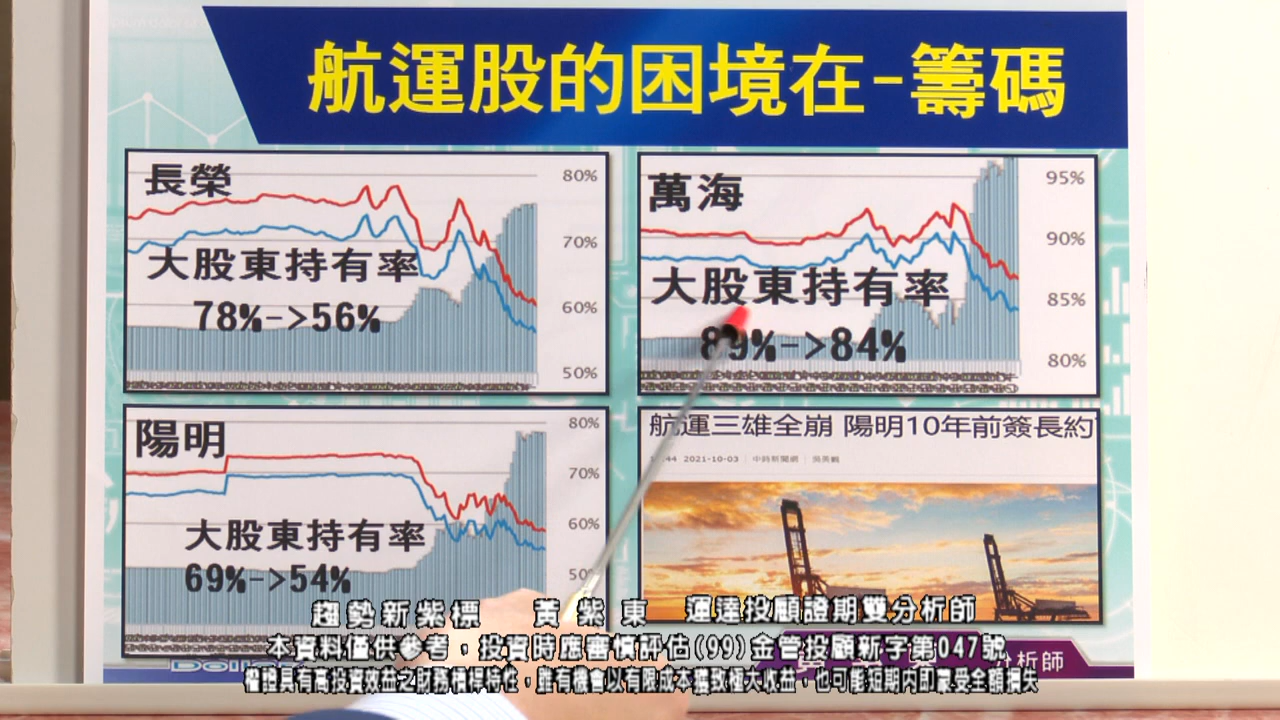 航運股的困境在-籌碼
長榮
大股東持有率
78%->56%
80%
70%
60%
50%
萬海
大股東持有率
89%->84%
95%
90%
85%
80%
陽明
大股東持有率
69%->54%
80%
70%
60%
航運三雄全崩 陽明10年前簽長約
:44 2021-10-03 中時新聞網
趨勢新紫標 黃紫東 運達投顧證期雙分析師
本資料僅供參考，投資時應審慎評估(99)金管投顧新字第047號
分析師
權證具有高投資效益之財務槓桿特性，雖有機會以有限成本獲致極大收益，也可能短期內即蒙受全額損失